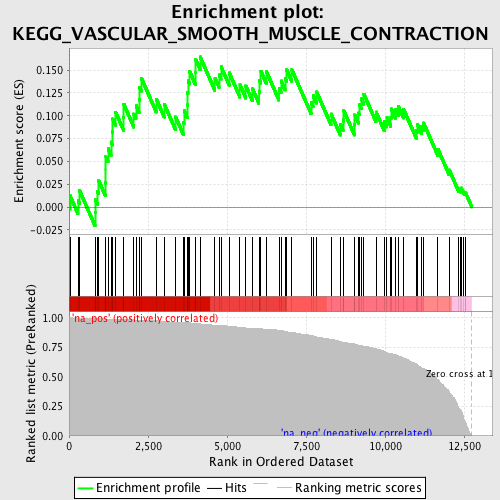 Enrichment plot:
KEGG_VASCULAR_SMOOTH_MUSCLE_CONTRACTION
Enrichment score (ES)
0.150
0.125
0.100
0.075
0.050
0.025
0.000
-0.025
'na_pos' (positively correlated)
Ranked list metric (PreRanked)
1.00
0.75
0.50
0.25
0.00
Zero cross at 1
'na_neg' (negatively correlated)
0
2,500
5,000
7,500
10,000
12,500
Rank in Ordered Dataset
Enrichment profile
Hits
Ranking metric scores